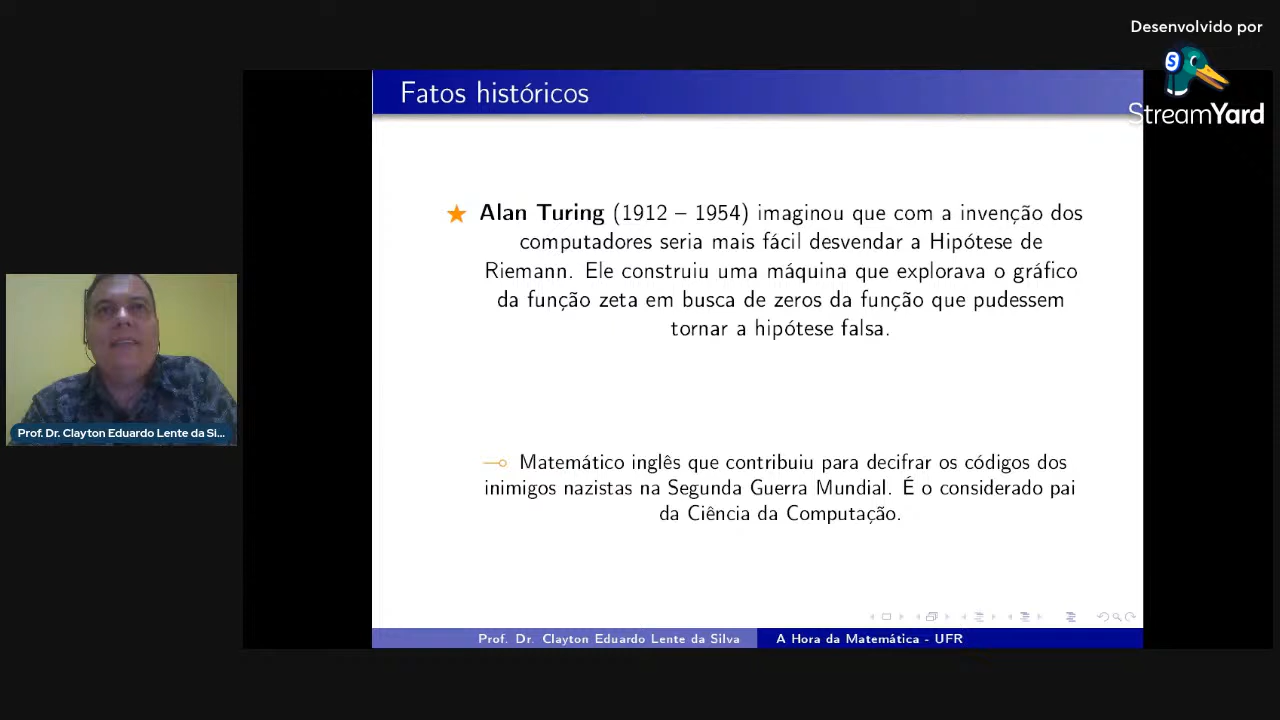 Desenvolvido por
S
StreamYard
Fatos históricos
Alan Turing (1912 – 1954) imaginou que com a invenção dos
computadores seria mais fácil desvendar a Hipótese de
Riemann. Ele construiu uma máquina que explorava o gráfico
da função zeta em busca de zeros da função que pudessem
tornar a hipótese falsa.
Prof. Dr. Clayton Eduardo Lente da Si...
Matemático inglês que contribuiu para decifrar os códigos dos
inimigos nazistas na Segunda Guerra Mundial. É o considerado pai
da Ciência da Computação.
Prof. Dr. Clayton Eduardo Lente da Silva
A Hora da Matemática - UFR